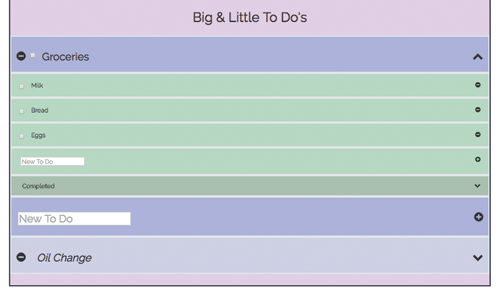 Big & Little To Do's
Groceries
Milk
Bread
Eggs
New To Do
Completed
New To Do
Oil Change